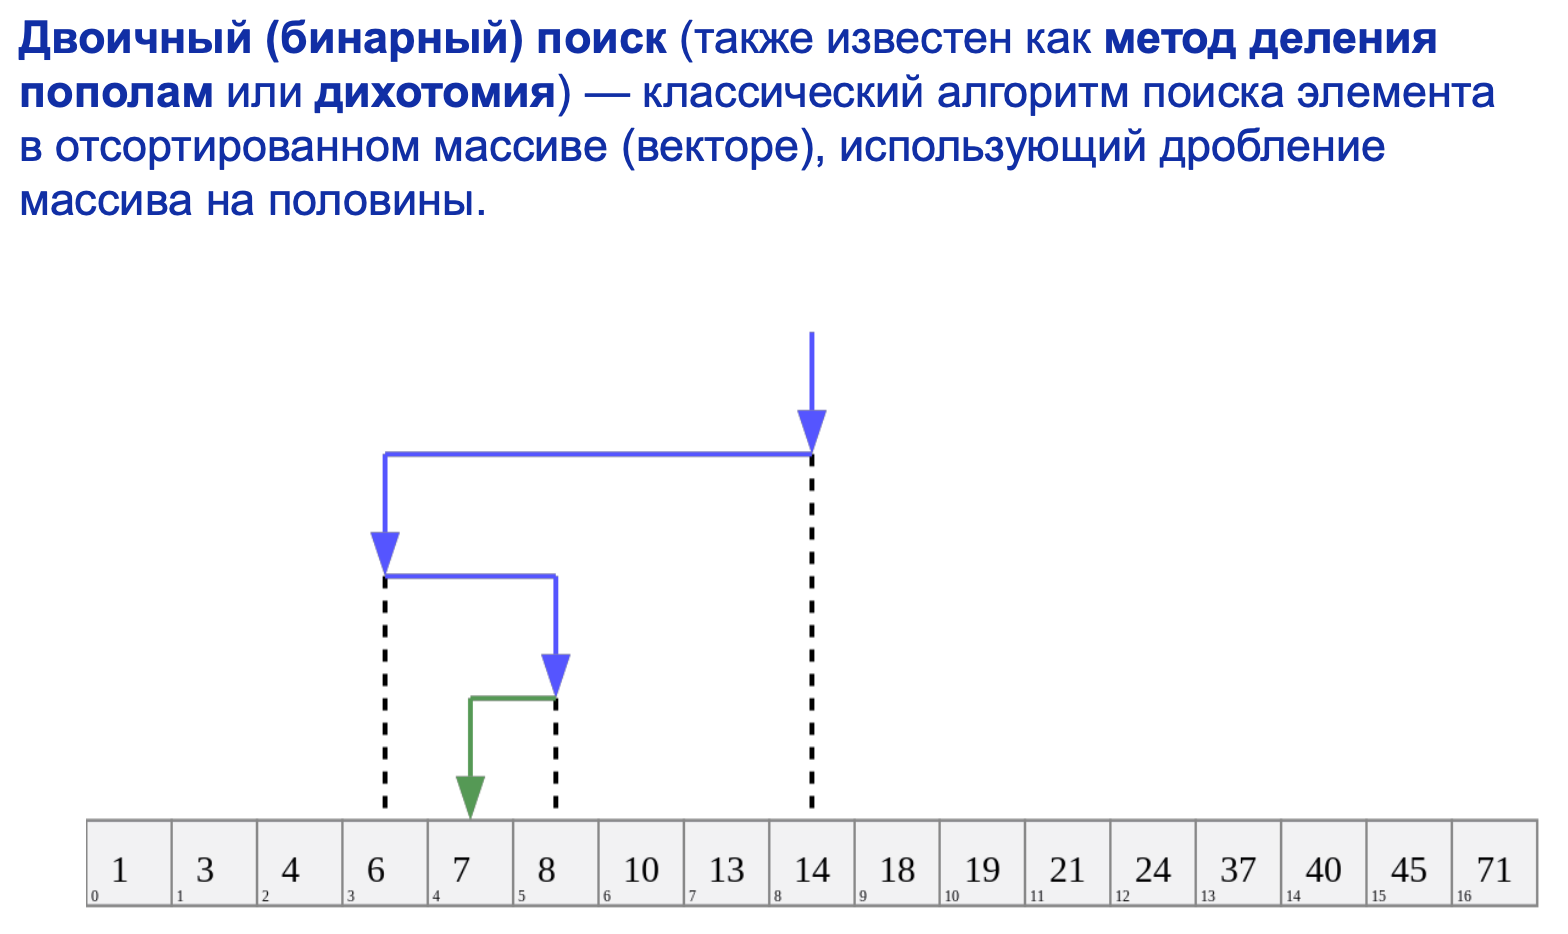 Двоичный (бинарный) поиск (также известен как метод деления
пополам или дихотомия) — классический алгоритм поиска элемента
в отсортированном массиве (векторе), использующий дробление
массива на половины.
1 3 4 6 7 8 10 13 14 18 19 21 24 37 40 45 71
0 1 2 3 4 5 6 7 8 9 10 11 12 13 14 15 16